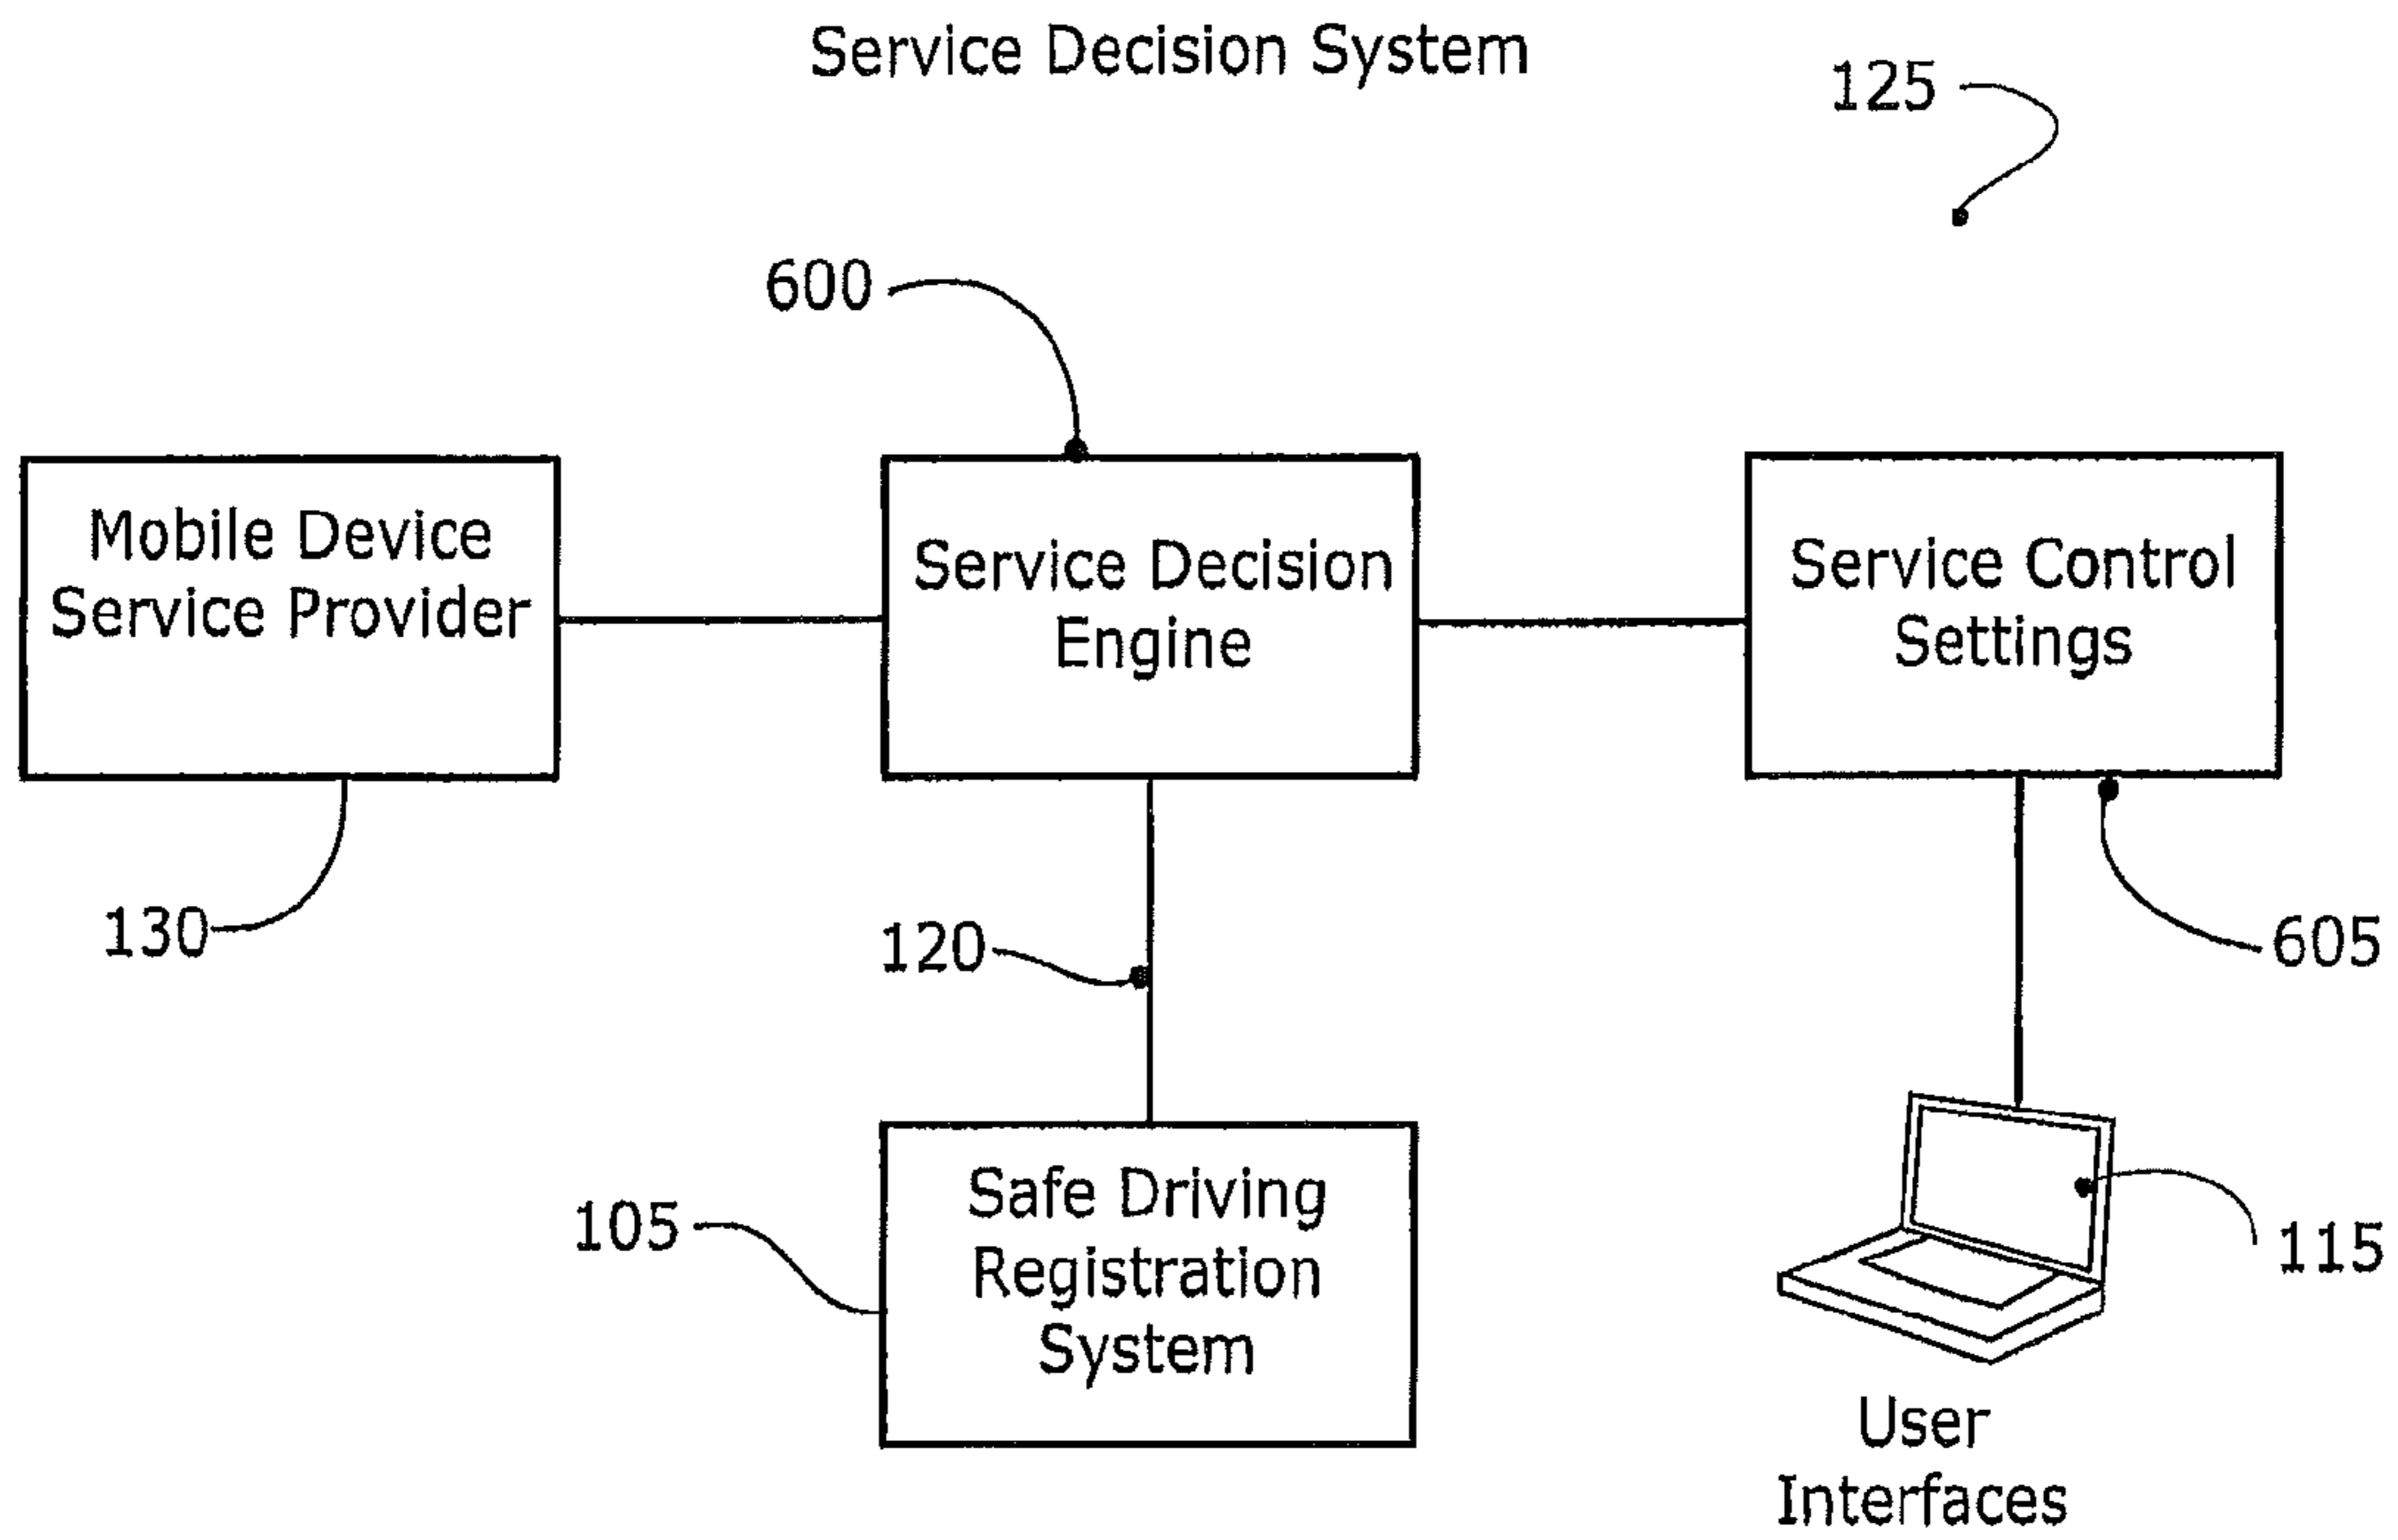 Service Decision System
125
600
Mobile Device
Service Provider
Service Decision
Engine
Service Control
Settings
130
120
605
105
Safe Driving
Registration
System
115
User
Interfaces